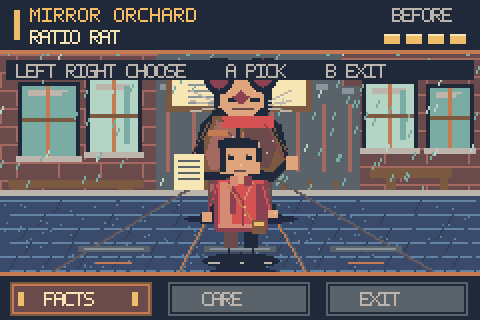 MIRROR ORCHARD
BEFORE
RATIO RAT
LEFT RIGHT CHOOSE A PICK B EXIT
FACTS
CARE
EXIT